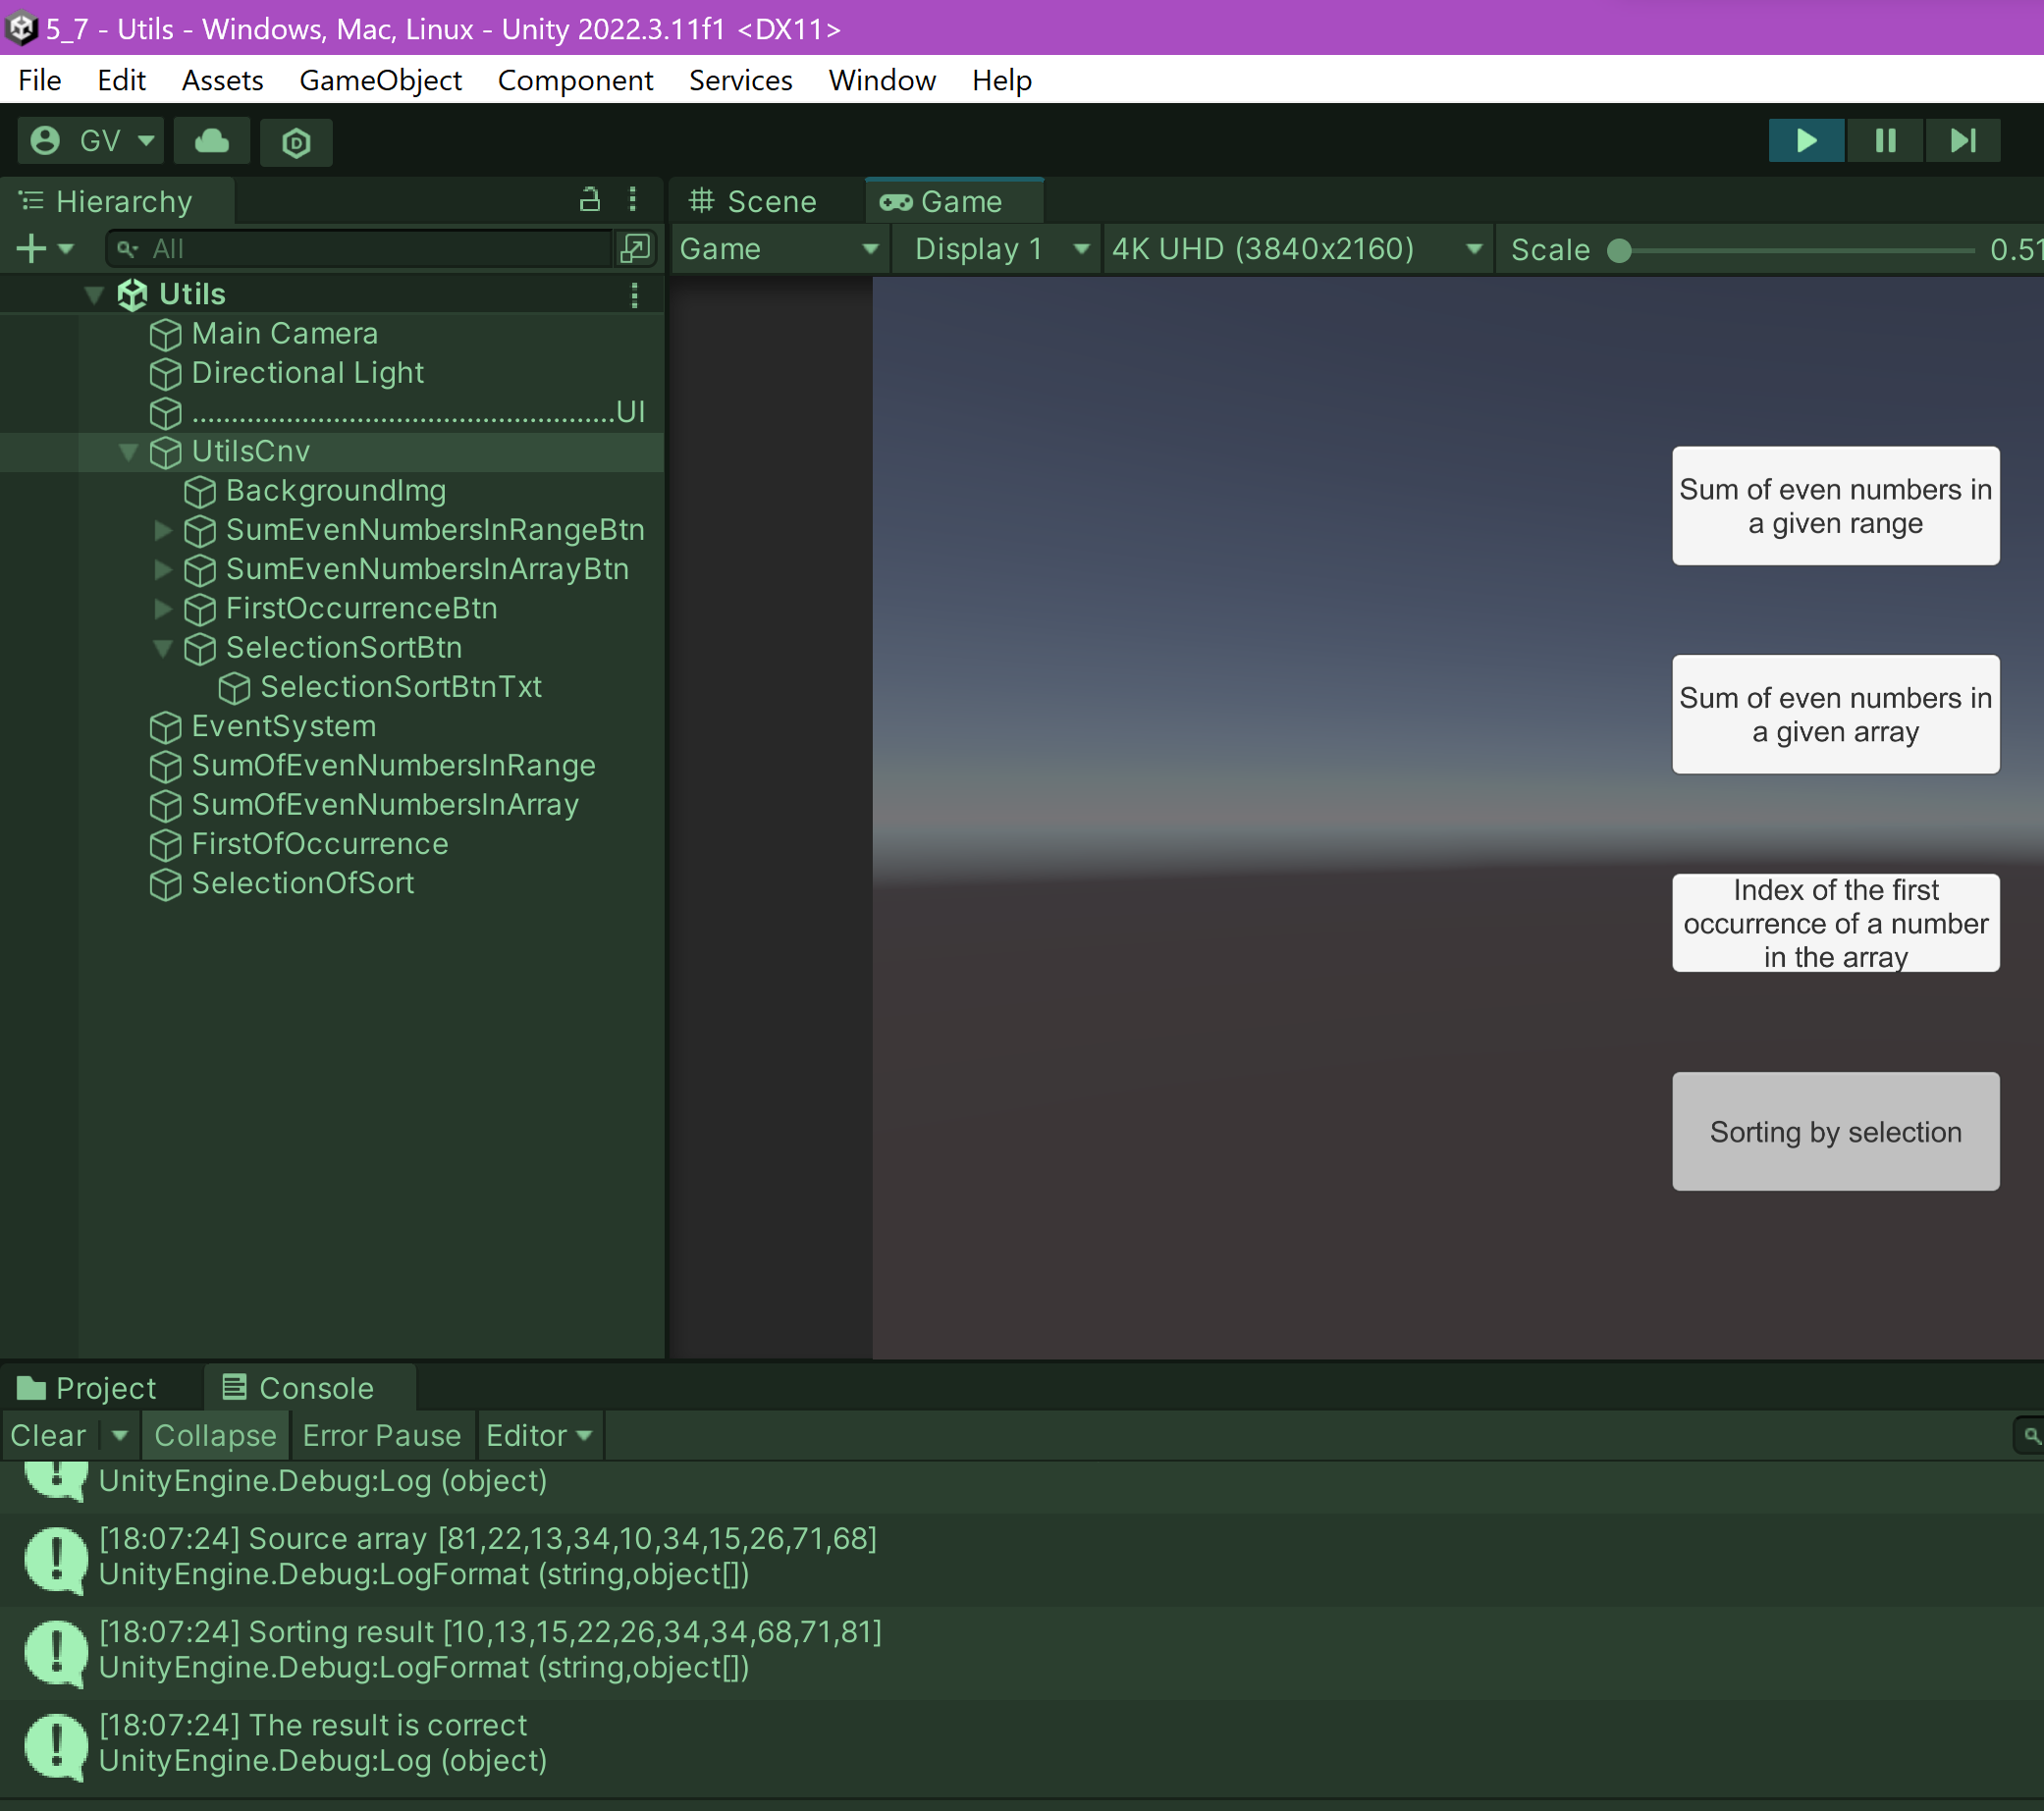 5_7 - Utils - Windows, Mac, Linux - Unity 2022.3.11f1 <DX11>
File Edit Assets GameObject Component Services Window Help
GV
Hierarchy
Scene
Game
All
Game
Display 1
4K UHD (3840x2160)
Scale
0.51
Utils
Main Camera
Directional Light
......................................................UI
UtilsCnv
BackgroundImg
SumEvenNumbersInRangeBtn
SumEvenNumbersInArrayBtn
FirstOccurrenceBtn
SelectionSortBtn
SelectionSortBtnTxt
EventSystem
SumOfEvenNumbersInRange
SumOfEvenNumbersInArray
FirstOfOccurrence
SelectionOfSort
Sum of even numbers in
a given range
Sum of even numbers in
a given array
Index of the first
occurrence of a number
in the array
Sorting by selection
Project
Console
Clear
Collapse
Error Pause
Editor
UnityEngine.Debug:Log (object)
[18:07:24] Source array [81,22,13,34,10,34,15,26,71,68]
UnityEngine.Debug:LogFormat (string,object[])
[18:07:24] Sorting result [10,13,15,22,26,34,34,68,71,81]
UnityEngine.Debug:LogFormat (string,object[])
[18:07:24] The result is correct
UnityEngine.Debug:Log (object)